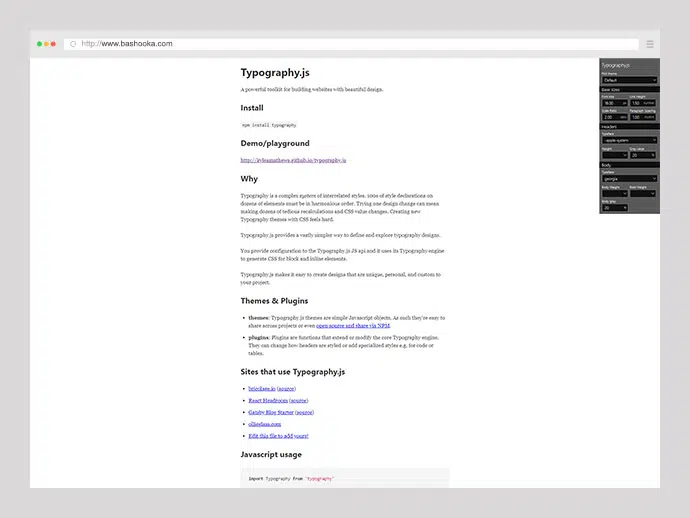 http://www.bashooka.com
Typography.js
A powerful toolkit for building websites with beautiful design.
Install
npm install typography
Demo/playground
http://kyleamathews.github.io/typography.js
Why
Typography is a complex system of interrelated styles. 100s of style declarations on
dozens of elements must be in harmonious order. Trying one design change can mean
making dozens of tedious recalculations and CSS value changes. Creating new
Typography themes with CSS feels hard.
Typography.js provides a vastly simpler way to define and explore typography designs.
You provide configuration to the Typography.js JS api and it uses its Typography engine
to generate CSS for block and inline elements.
Typography.js makes it easy to create designs that are unique, personal, and custom to
your project.
Themes & Plugins
• themes: Typography.js themes are simple Javascript objects. As such they're easy to
share across projects or even open source and share via NPM.
• plugins: Plugins are functions that extend or modify the core Typography engine.
They can change how headers are styled or add specialized styles e.g. for code or
tables.
Sites that use Typography.js
• bricolage.io (source)
• React Headroom (source)
• Gatsby Blog Starter (source)
• olliedunn.com
• Edit this file to add yours!
Javascript usage
import Typography from 'typography'
Typography.js
Default
Base sizes
Font size Line Height
16.00 px 1.50 number
Scale Ratio Paragraph Spacing
2.00 1.00
Headers
Typeface
-apple-system
Weight Gray value
20 %
Body
Typeface
georgia
Body Weight Bold Weight
Body gray
20 %